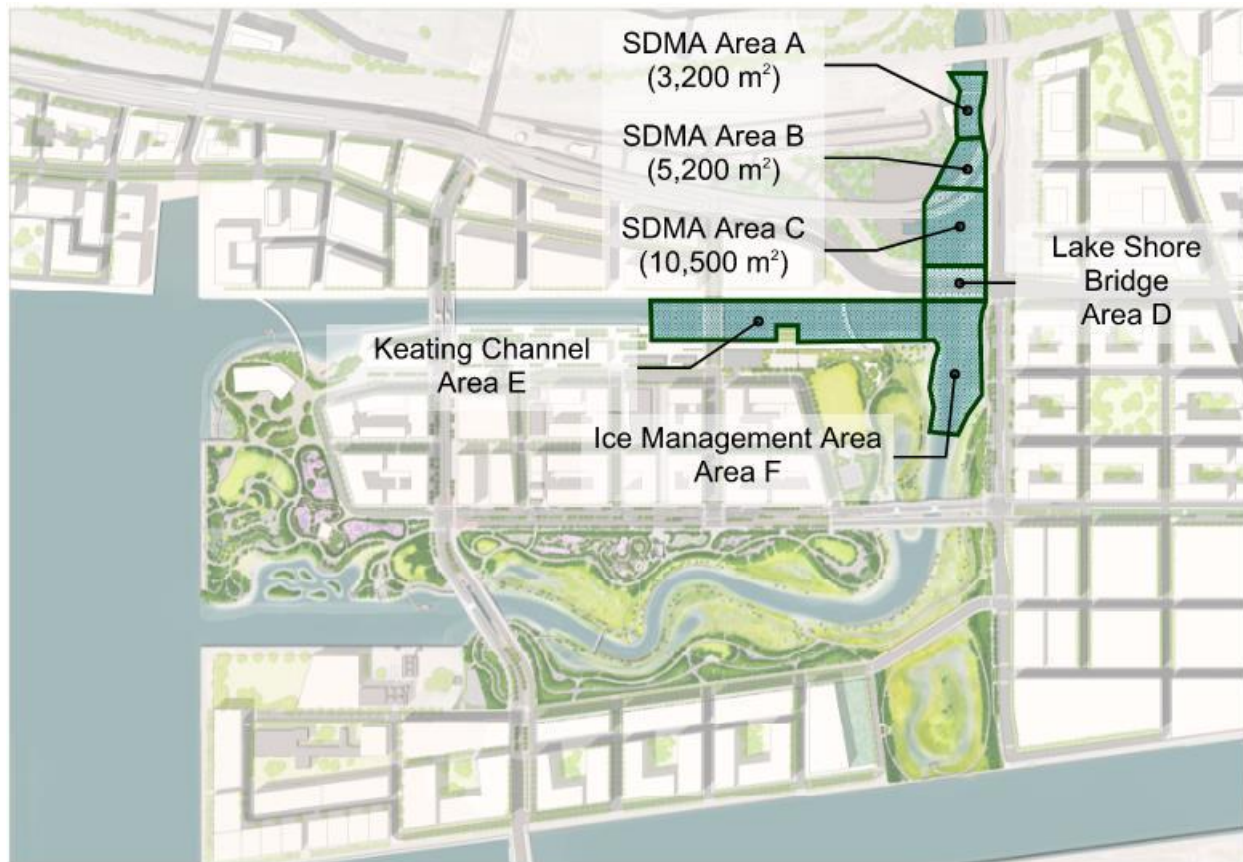 SDMA Area A
(3,200 m²)
SDMA Area B
(5,200 m²)
SDMA Area C
(10,500 m²)
Lake Shore
Bridge
Area D
Keating Channel
Area E
Ice Management Area
Area F